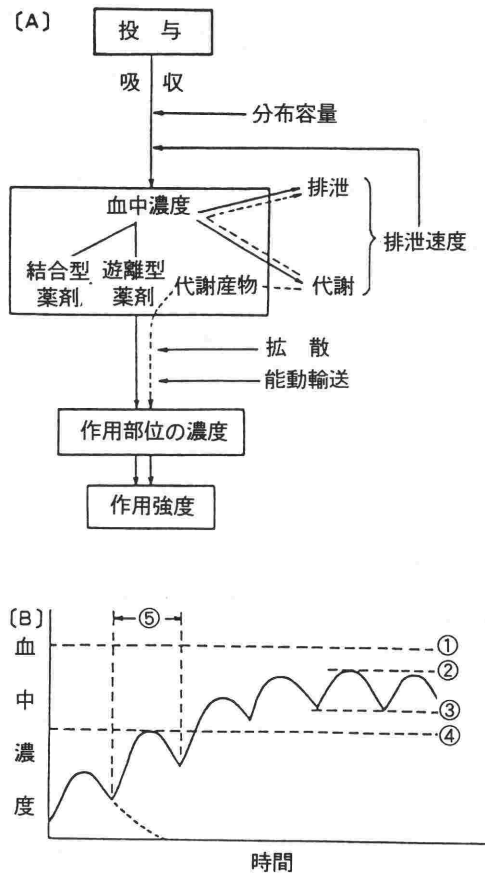 〔A〕
投 与
吸 収
分布容量
血中濃度
排泄
排泄速度
結合型
薬剤
遊離型
薬剤
代謝産物
代謝
拡 散
能動輸送
作用部位の濃度
作用強度
〔B〕
⑤
血中濃度
①
②
③
④
時間